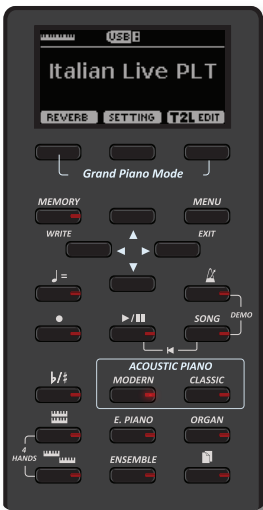 USB
Italian Live PLT
REVERB SETTING T2L EDIT
Grand Piano Mode
MEMORY MENU
WRITE EXIT
♩ =
▶/II SONG
DEMO
ACOUSTIC PIANO
♭/♯ MODERN CLASSIC
E. PIANO ORGAN
4
HANDS
ENSEMBLE